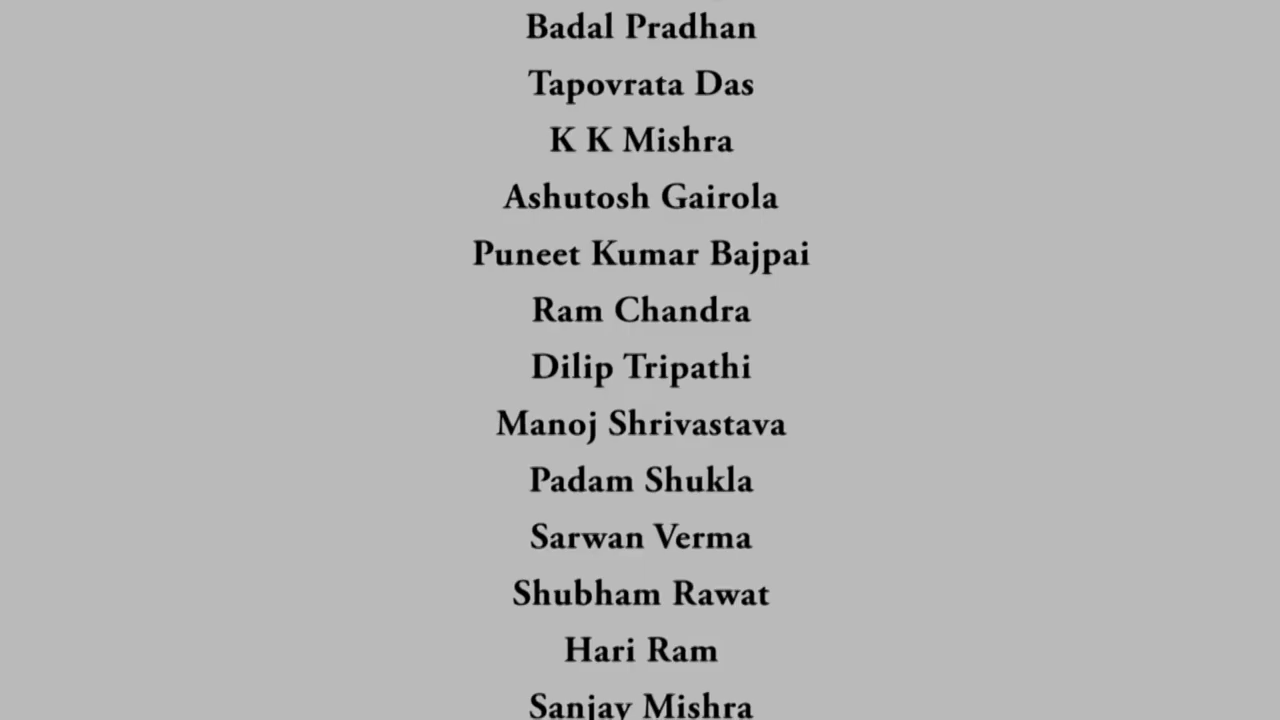 Badal Pradhan
Tapovrata Das
K K Mishra
Ashutosh Gairola
Puneet Kumar Bajpai
Ram Chandra
Dilip Tripathi
Manoj Shrivastava
Padam Shukla
Sarwan Verma
Shubham Rawat
Hari Ram
Sanjay Mishra